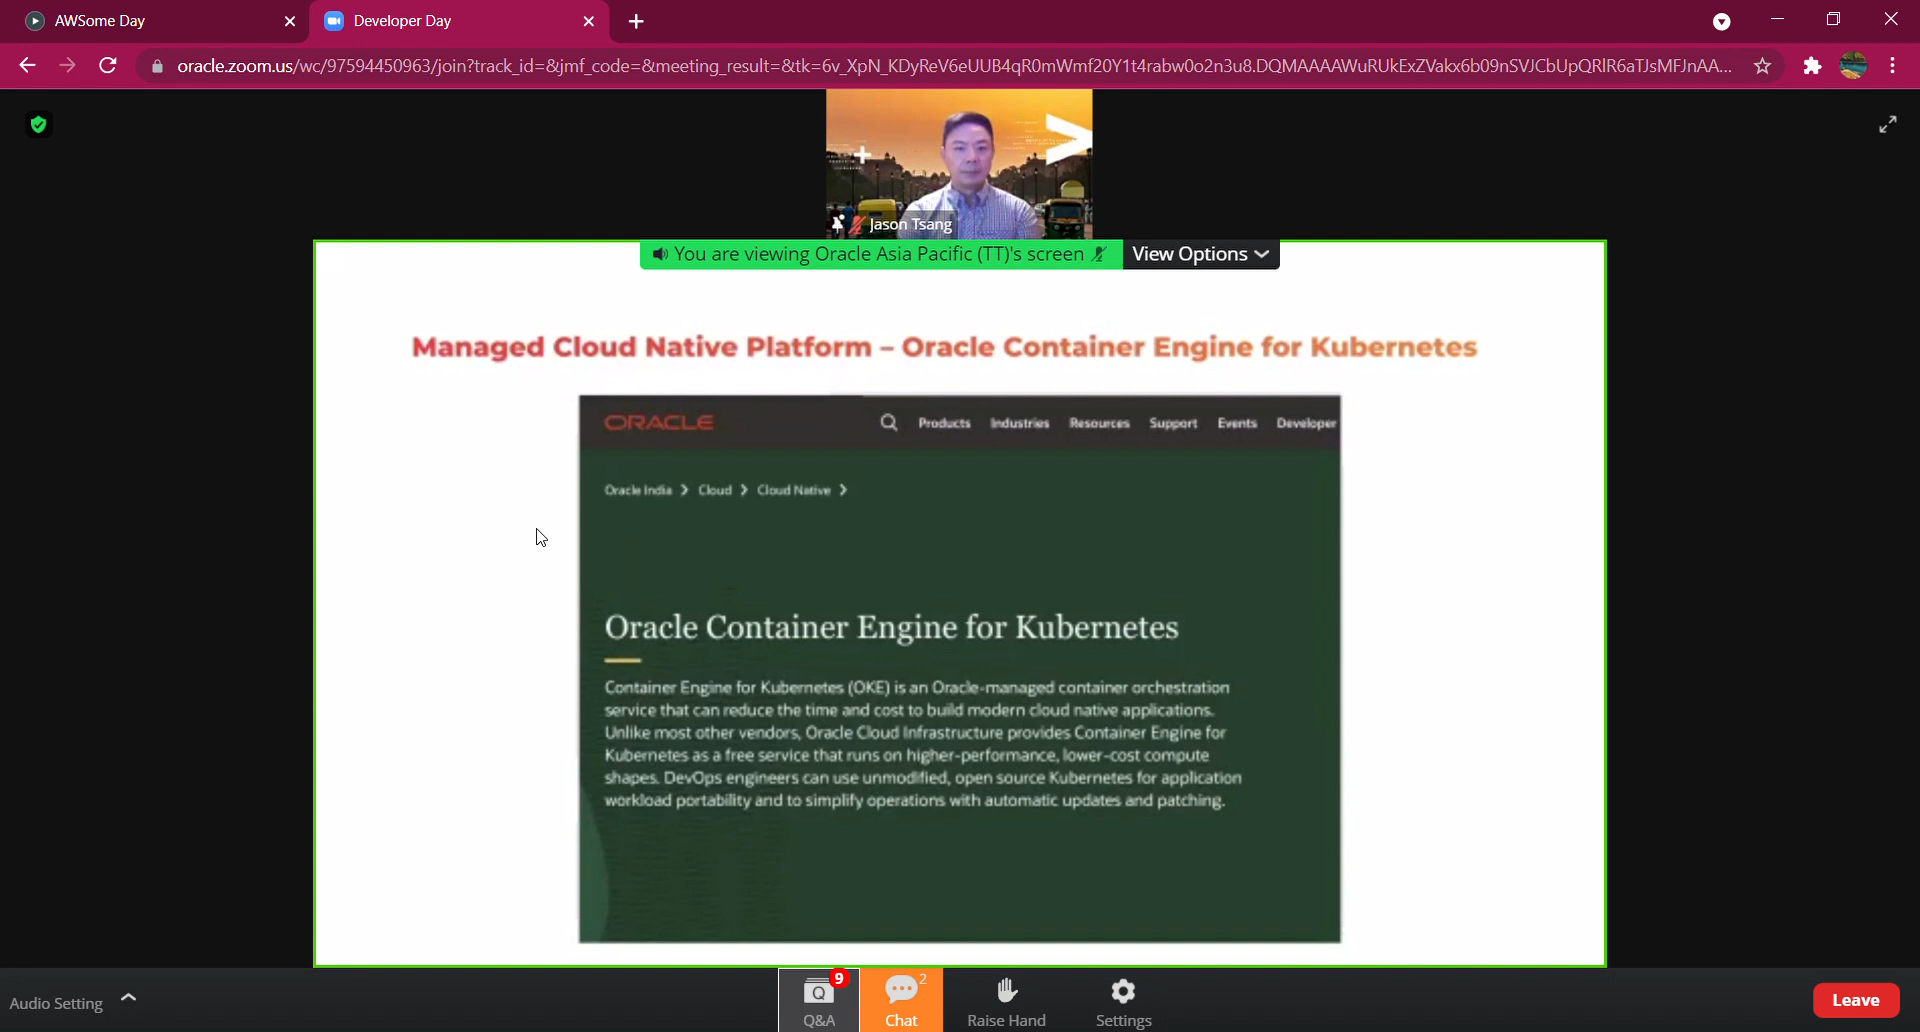 AWSome Day
Developer Day
oracle.zoom.us/wc/97594450963/join?track_id=&jmf_code=&meeting_result=&tk=6v_XpN_KDyReV6eUUB4qR0mWmf20Y1t4rabw0o2n3u8.DQMAAAAWuRUkExZVakx6b09nSVJCbUpQRlR6aTJsMFJnAA...
Jason Tsang
You are viewing Oracle Asia Pacific (TT)'s screen
View Options
Managed Cloud Native Platform – Oracle Container Engine for Kubernetes
ORACLE
Products Industries Resources Support Events Developer
Oracle India > Cloud > Cloud Native >
Oracle Container Engine for Kubernetes
Container Engine for Kubernetes (OKE) is an Oracle-managed container orchestration
service that can reduce the time and cost to build modern cloud native applications.
Unlike most other vendors, Oracle Cloud Infrastructure provides Container Engine for
Kubernetes as a free service that runs on higher-performance, lower-cost compute
shapes. DevOps engineers can use unmodified, open source Kubernetes for application
workload portability and to simplify operations with automatic updates and patching.
Audio Setting
Q 9
Q&A
2
Chat
Raise Hand
Settings
Leave